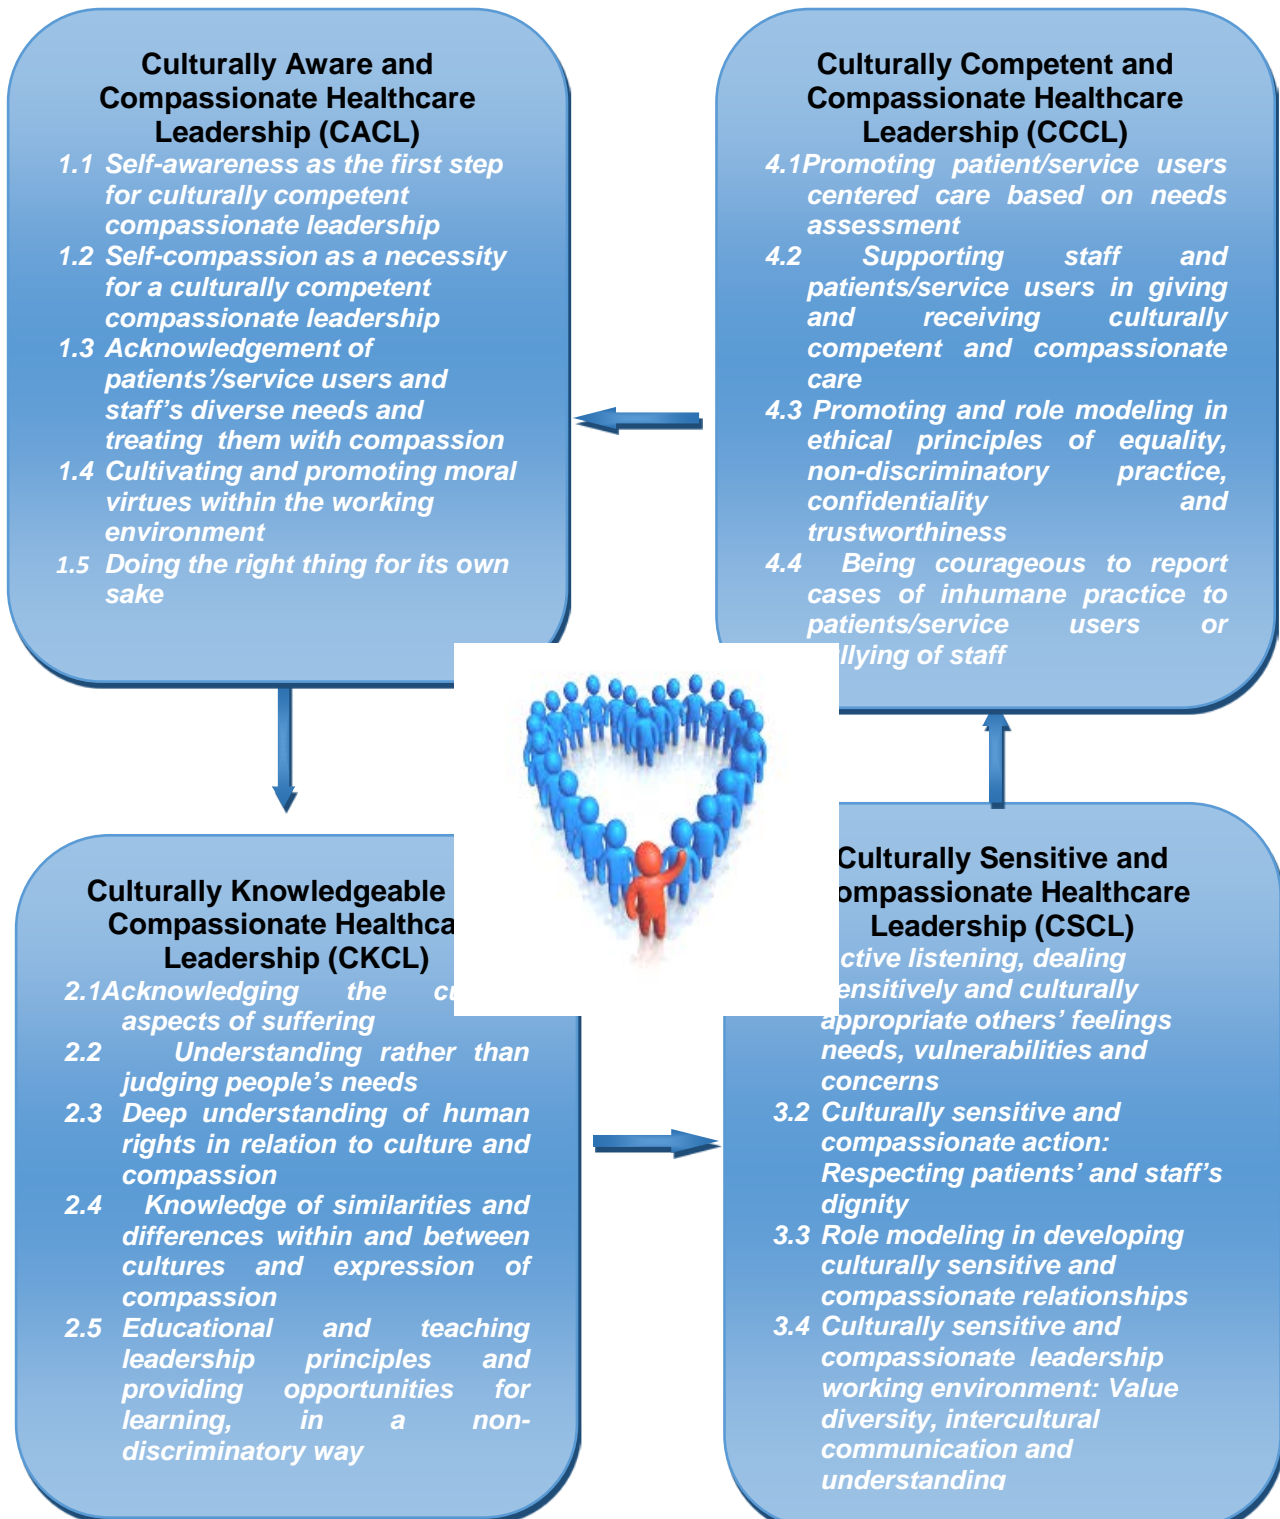 Culturally Aware and
Compassionate Healthcare
Leadership (CACL)
1.1 Self-awareness as the first step
for culturally competent
compassionate leadership
1.2 Self-compassion as a necessity
for a culturally competent
compassionate leadership
1.3 Acknowledgement of
patients’/service users and
staff’s diverse needs and
treating them with compassion
1.4 Cultivating and promoting moral
virtues within the working
environment
1.5 Doing the right thing for its own
sake
Culturally Competent and
Compassionate Healthcare
Leadership (CCCL)
4.1Promoting patient/service users
centered care based on needs
assessment
4.2 Supporting staff and
patients/service users in giving
and receiving culturally
competent and compassionate
care
4.3 Promoting and role modeling in
ethical principles of equality,
non-discriminatory practice,
confidentiality and
trustworthiness
4.4 Being courageous to report
cases of inhumane practice to
patients/service users or
of staff
Culturally Knowledgeable
Compassionate
Leadership (CKCL)
2.1Acknowledging the
aspects of suffering
2.2 Understanding rather than
judging people’s needs
2.3 Deep understanding of human
rights in relation to culture and
compassion
2.4 Knowledge of similarities and
differences within and between
cultures and expression of
compassion
2.5 Educational and teaching
leadership principles and
providing opportunities for
learning, in a non-
discriminatory way
Culturally Sensitive and
Compassionate Healthcare
Leadership (CSCL)
listening, dealing
sensitively and culturally
appropriate others’ feelings
needs, vulnerabilities and
concerns
3.2 Culturally sensitive and
compassionate action:
Respecting patients’ and staff’s
dignity
3.3 Role modeling in developing
culturally sensitive and
compassionate relationships
3.4 Culturally sensitive and
compassionate leadership
working environment: Value
diversity, intercultural
communication and
understanding